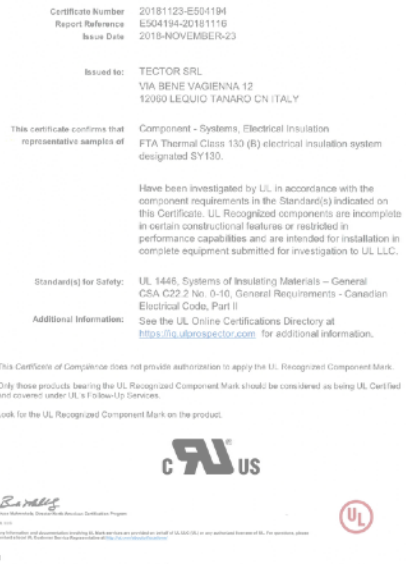 Certificate Number 20181123-E504194
Report Reference E504194-20181116
Issue Date 2018-NOVEMBER-23
Issued to: TECTOR SRL
VIA BENE VAGIENNA 12
12060 LEQUIO TANARO CN ITALY
This certificate confirms that Component - Systems, Electrical Insulation
representative samples of FTA Thermal Class 130 (B) electrical insulation system
designated SY130.
Have been investigated by UL in accordance with the
component requirements in the Standard(s) indicated on
this Certificate. UL Recognized components are incomplete
in certain constructional features or restricted in
performance capabilities and are intended for installation in
complete equipment submitted for investigation to UL LLC.
Standard(s) for Safety: UL 1446, Systems of Insulating Materials – General
CSA C22.2 No. 0-10, General Requirements - Canadian
Electrical Code, Part II
Additional Information: See the UL Online Certifications Directory at
https://iq.ulprospector.com for additional information.
This Certificate of Compliance does not provide authorization to apply the UL Recognized Component Mark.
Only those products bearing the UL Recognized Component Mark should be considered as being UL Certified
and covered under UL's Follow-Up Services.
Look for the UL Recognized Component Mark on the product.
C RU US
UL